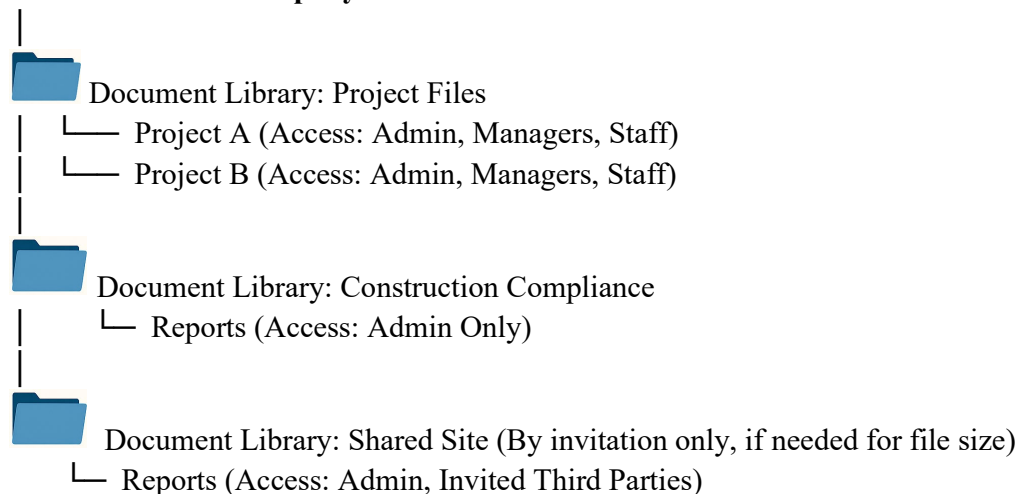 Document Library: Project Files
Project A (Access: Admin, Managers, Staff)
Project B (Access: Admin, Managers, Staff)
Document Library: Construction Compliance
Reports (Access: Admin Only)
Document Library: Shared Site (By invitation only, if needed for file size)
Reports (Access: Admin, Invited Third Parties)